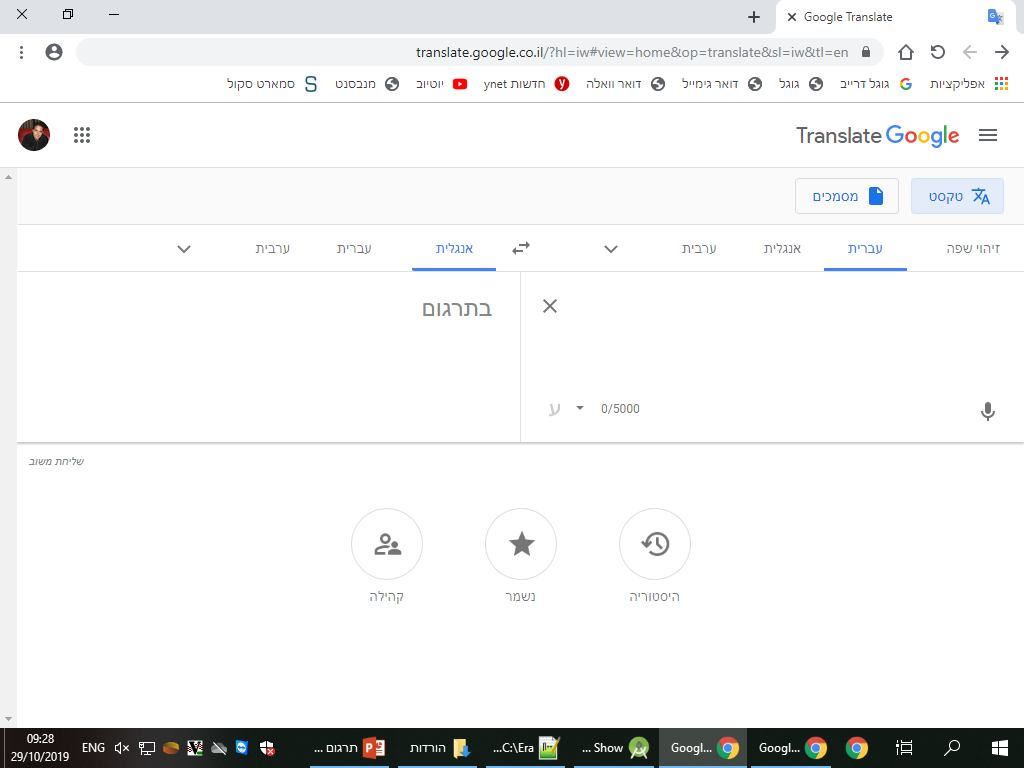 Google Translate
translate.google.co.il/?hl=iw#view=home&op=translate&sl=iw&tl=en
אפליקציות
גוגל דרייב
גוגל
דואר גימייל
דואר וואלה
חדשות ynet
יוטיוב
מנבסנט
סמארט סקול
Google Translate
טקסט
מסמכים
זיהוי שפה
עברית
אנגלית
ערבית
אנגלית
עברית
ערבית
בתרגום
0/5000
ע
שליחת משוב
היסטוריה
נשמר
קהילה
Googl...
Googl...
Show ...
C:\Era...
הורדות
תרגום ...
ENG
09:28
29/10/2019